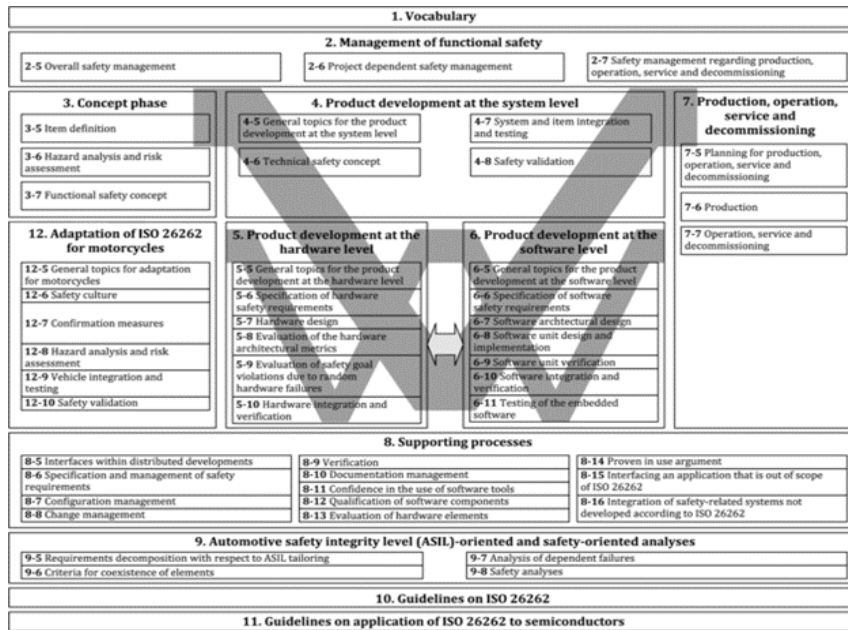 1. Vocabulary
2. Management of functional safety
2-5 Overall safety management
2-6 Project dependent safety management
2-7 Safety management regarding production,
operation, service and decommissioning
3. Concept phase
3-5 Item definition
3-6 Hazard analysis and risk
assessment
3-7 Functional safety concept
4. Product development at the system level
4-5 General topics for the product
development at the system level
4-6 Technical safety concept
4-7 System and item integration
and testing
4-8 Safety validation
7. Production, operation,
service and
decommissioning
7-5 Planning for production,
operation, service and
decommissioning
7-6 Production
7-7 Operation, service and
decommissioning
12. Adaptation of ISO 26262
for motorcycles
12-5 General topics for adaptation
for motorcycles
12-6 Safety culture
12-7 Confirmation measures
12-8 Hazard analysis and risk
assessment
12-9 Vehicle integration and
testing
12-10 Safety validation
5. Product development at the
hardware level
5-5 General topics for the product
development at the hardware level
5-6 Specification of hardware
safety requirements
5-7 Hardware design
5-8 Evaluation of the hardware
architectural metrics
5-9 Evaluation of safety goal
violations due to random
hardware failures
5-10 Hardware integration and
verification
6. Product development at the
software level
6-5 General topics for the product
development at the software level
6-6 Specification of software
safety requirements
6-7 Software archtectural design
6-8 Software unit design and
implementation
6-9 Software unit verification
6-10 Software integration and
verification
6-11 Testing of the embedded
software
8. Supporting processes
8-5 Interfaces within distributed developments
8-6 Specification and management of safety
requirements
8-7 Configuration management
8-8 Change management
8-9 Verification
8-10 Documentation management
8-11 Confidence in the use of software tools
8-12 Qualification of software components
8-13 Evaluation of hardware elements
8-14 Proven in use argument
8-15 Interfacing an application that is out of scope
of ISO 26262
8-16 Integration of safety-related systems not
developed according to ISO 26262
9. Automotive safety integrity level (ASIL)-oriented and safety-oriented analyses
9-5 Requirements decomposition with respect to ASIL tailoring
9-6 Criteria for coexistence of elements
9-7 Analysis of dependent failures
9-8 Safety analyses
10. Guidelines on ISO 26262
11. Guidelines on application of ISO 26262 to semiconductors